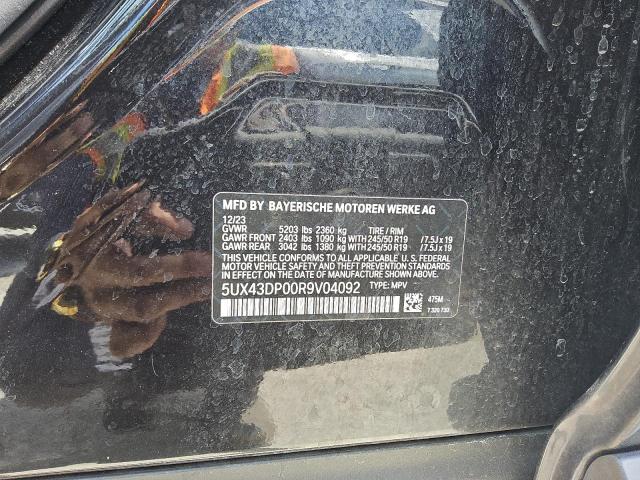 MFD BY BAYERISCHE MOTOREN WERKE AG
12/23
GVWR 5203 lbs 2360 kg TIRE / RIM
GAWR FRONT 2403 lbs 1090 kg WITH 245/50 R19 /7.5J x 19
GAWR REAR 3042 lbs 1380 kg WITH 245/50 R19 /7.5J x 19
THIS VEHICLE CONFORMS TO ALL APPLICABLE U.S. FEDERAL
MOTOR VEHICLE SAFETY AND THEFT PREVENTION STANDARDS
IN EFFECT ON THE DATE OF MANUFACTURE SHOWN ABOVE.
5UX43DP00R9V04092 TYPE: MPV
475M
7 320 730